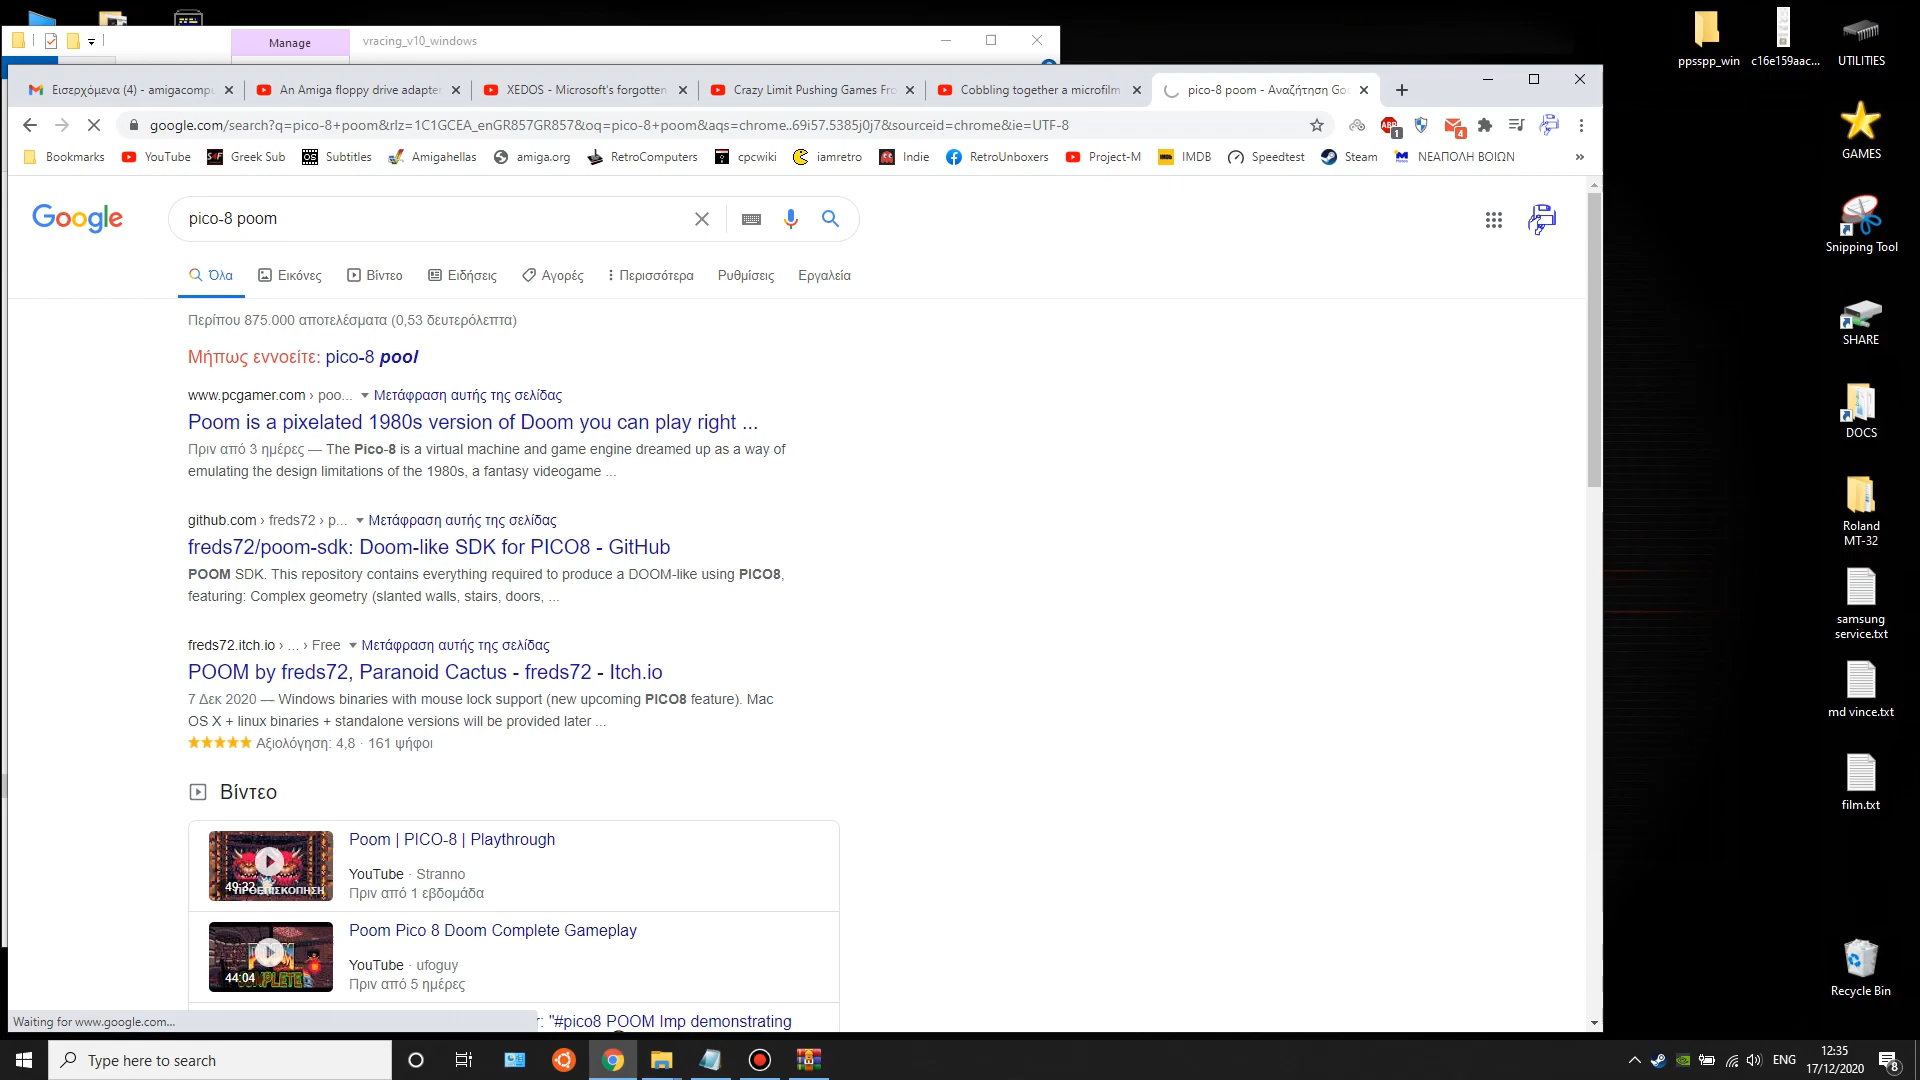 Manage
vracing_v10_windows
ppsspp_win
c16e159aac...
UTILITIES
Εισερχόμενα (4) - amigacompu
An Amiga floppy drive adapter
XEDOS - Microsoft's forgotten
Crazy Limit Pushing Games Fro
Cobbling together a microfilm
pico-8 poom - Αναζήτηση Goo
google.com/search?q=pico-8+poom&rlz=1C1GCEA_enGR857GR857&oq=pico-8+poom&aqs=chrome..69i57.5385j0j7&sourceid=chrome&ie=UTF-8
ABP
1
4
Bookmarks
YouTube
Greek Sub
Subtitles
Amigahellas
amiga.org
RetroComputers
cpcwiki
iamretro
Indie
RetroUnboxers
Project-M
IMDB
Speedtest
Steam
ΝΕΑΠΟΛΗ ΒΟΙΩΝ
»
GAMES
Google
pico-8 poom
Snipping Tool
Όλα
Εικόνες
Βίντεο
Ειδήσεις
Αγορές
Περισσότερα
Ρυθμίσεις
Εργαλεία
Περίπου 875.000 αποτελέσματα (0,53 δευτερόλεπτα)
SHARE
Μήπως εννοείτε: pico-8 pool
www.pcgamer.com › poo... Μετάφραση αυτής της σελίδας
Poom is a pixelated 1980s version of Doom you can play right ...
Πριν από 3 ημέρες — The Pico-8 is a virtual machine and game engine dreamed up as a way of
emulating the design limitations of the 1980s, a fantasy videogame ...
DOCS
github.com › freds72 › p... Μετάφραση αυτής της σελίδας
freds72/poom-sdk: Doom-like SDK for PICO8 - GitHub
POOM SDK. This repository contains everything required to produce a DOOM-like using PICO8,
featuring: Complex geometry (slanted walls, stairs, doors, ...
Roland
MT-32
freds72.itch.io › ... › Free Μετάφραση αυτής της σελίδας
POOM by freds72, Paranoid Cactus - freds72 - Itch.io
7 Δεκ 2020 — Windows binaries with mouse lock support (new upcoming PICO8 feature). Mac
OS X + linux binaries + standalone versions will be provided later ...
Αξιολόγηση: 4,8 · 161 ψήφοι
samsung
service.txt
md vince.txt
film.txt
Βίντεο
Poom | PICO-8 | Playthrough
YouTube · Stranno
Πριν από 1 εβδομάδα
49:32
ΠΡΟΕΠΙΣΚΟΠΗΣΗ
Poom Pico 8 Doom Complete Gameplay
YouTube · ufoguy
Πριν από 5 ημέρες
44:04
COMPLETE
r: "#pico8 POOM Imp demonstrating
Waiting for www.google.com...
Recycle Bin
Type here to search
ENG
12:35
17/12/2020
8